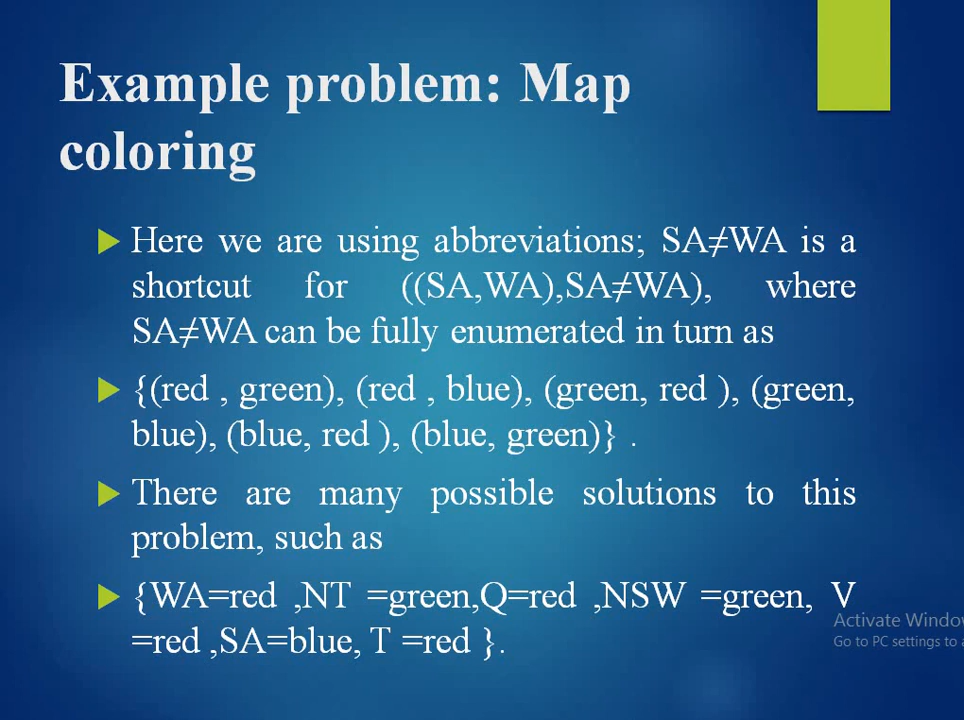 Example problem: Map
coloring
Here we are using abbreviations; SA≠WA is a
shortcut for ((SA,WA),SA≠WA), where
SA≠WA can be fully enumerated in turn as
{(red , green), (red , blue), (green, red ), (green,
blue), (blue, red ), (blue, green)} .
There are many possible solutions to this
problem, such as
{WA=red ,NT =green,Q=red ,NSW =green, V
=red ,SA=blue, T =red }.
Activate Window
Go to PC settings to a